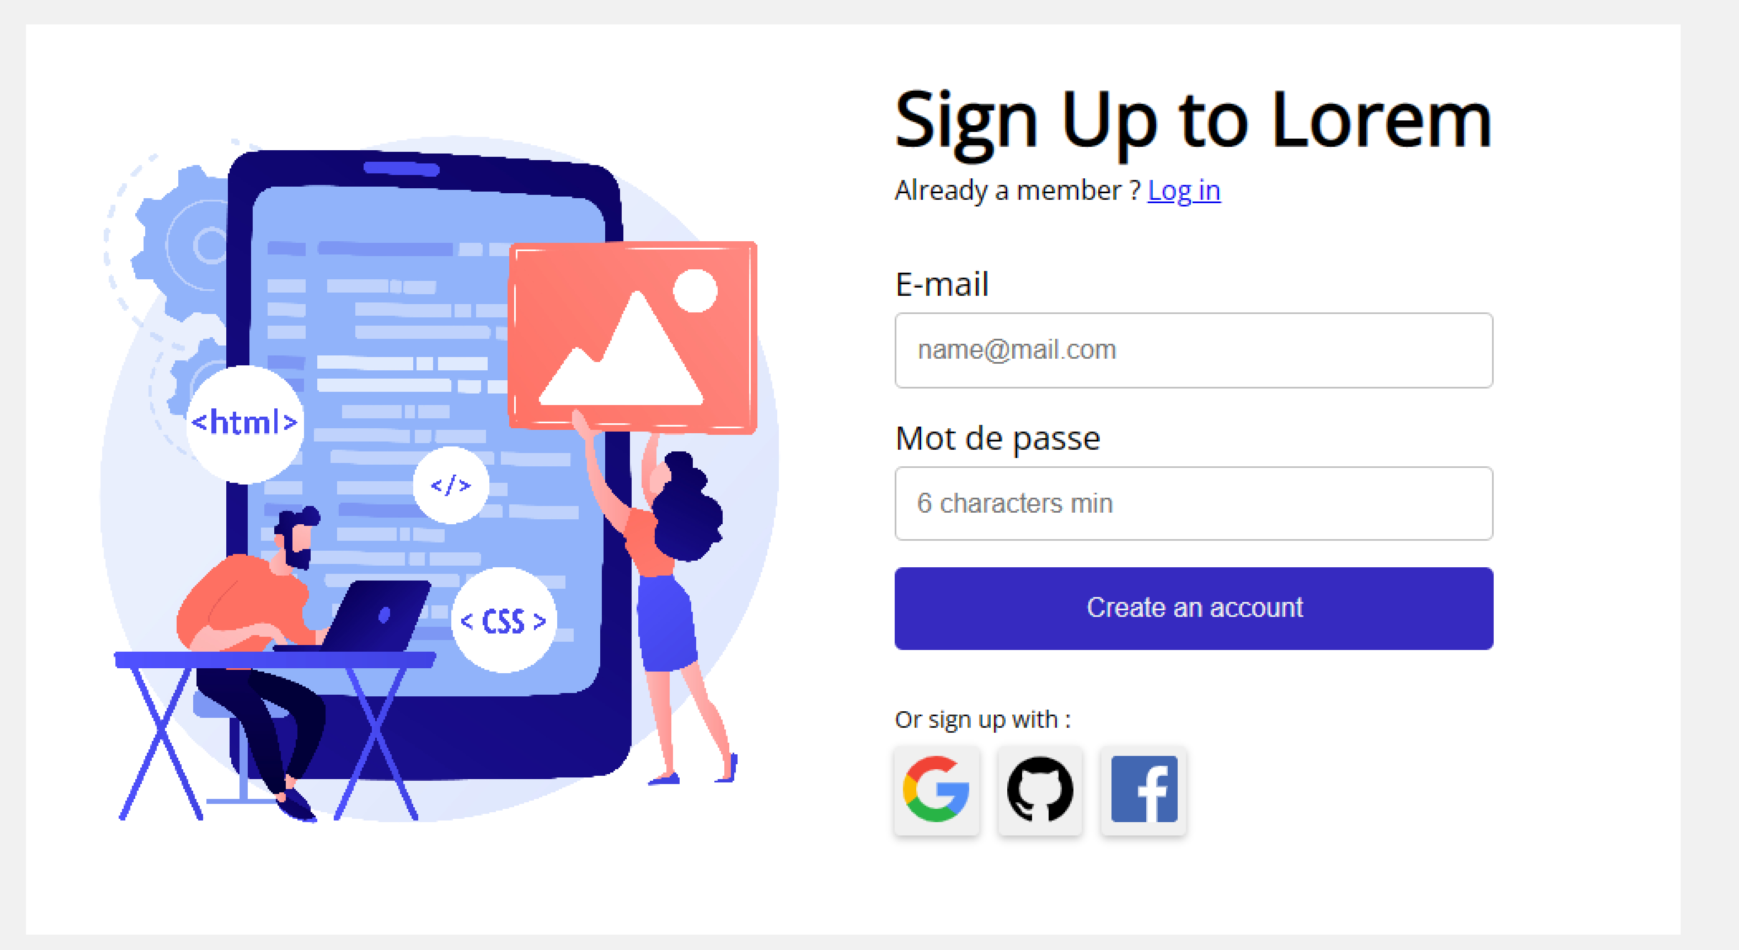 Sign Up to Lorem
Already a member ? Log in
E-mail
name@mail.com
Mot de passe
6 characters min
Create an account
Or sign up with :
<html>
</>
< CSS >